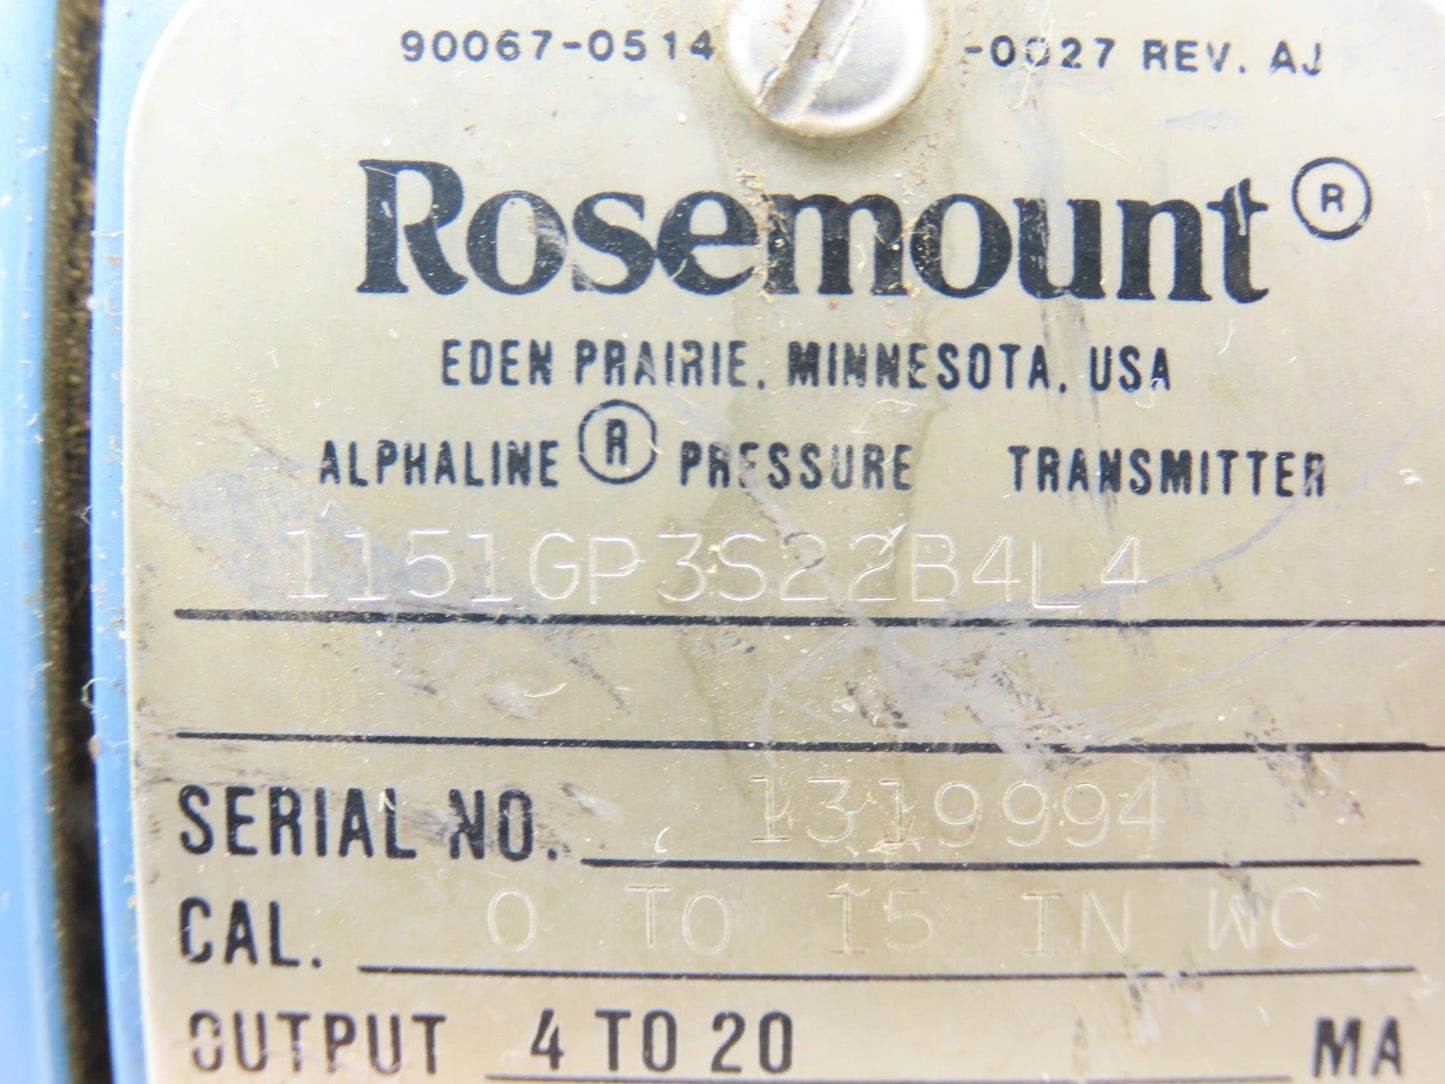 90067-0514 -0027 REV. AJ
Rosemount ®
EDEN PRAIRIE, MINNESOTA, USA
ALPHALINE ® PRESSURE TRANSMITTER
1151GP3S22B4L4
SERIAL NO. 1319994
CAL. 0 TO 15 IN WC
OUTPUT 4 TO 20 MA